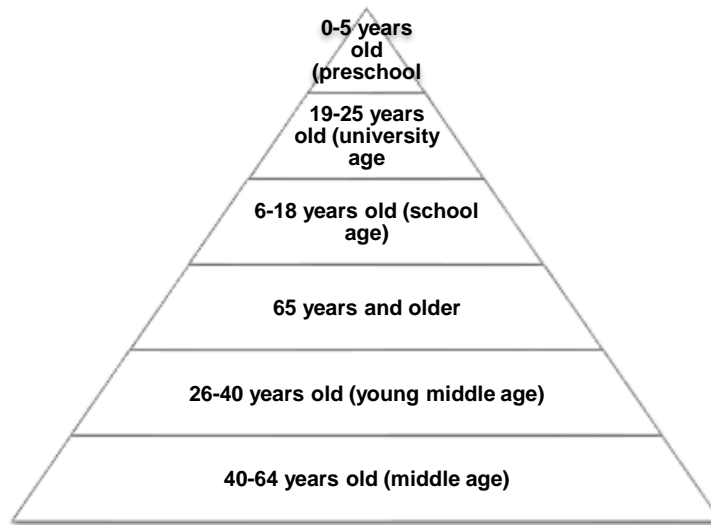 0-5 years
old
(preschool
19-25 years
old (university
age
6-18 years old (school
age)
65 years and older
26-40 years old (young middle age)
40-64 years old (middle age)